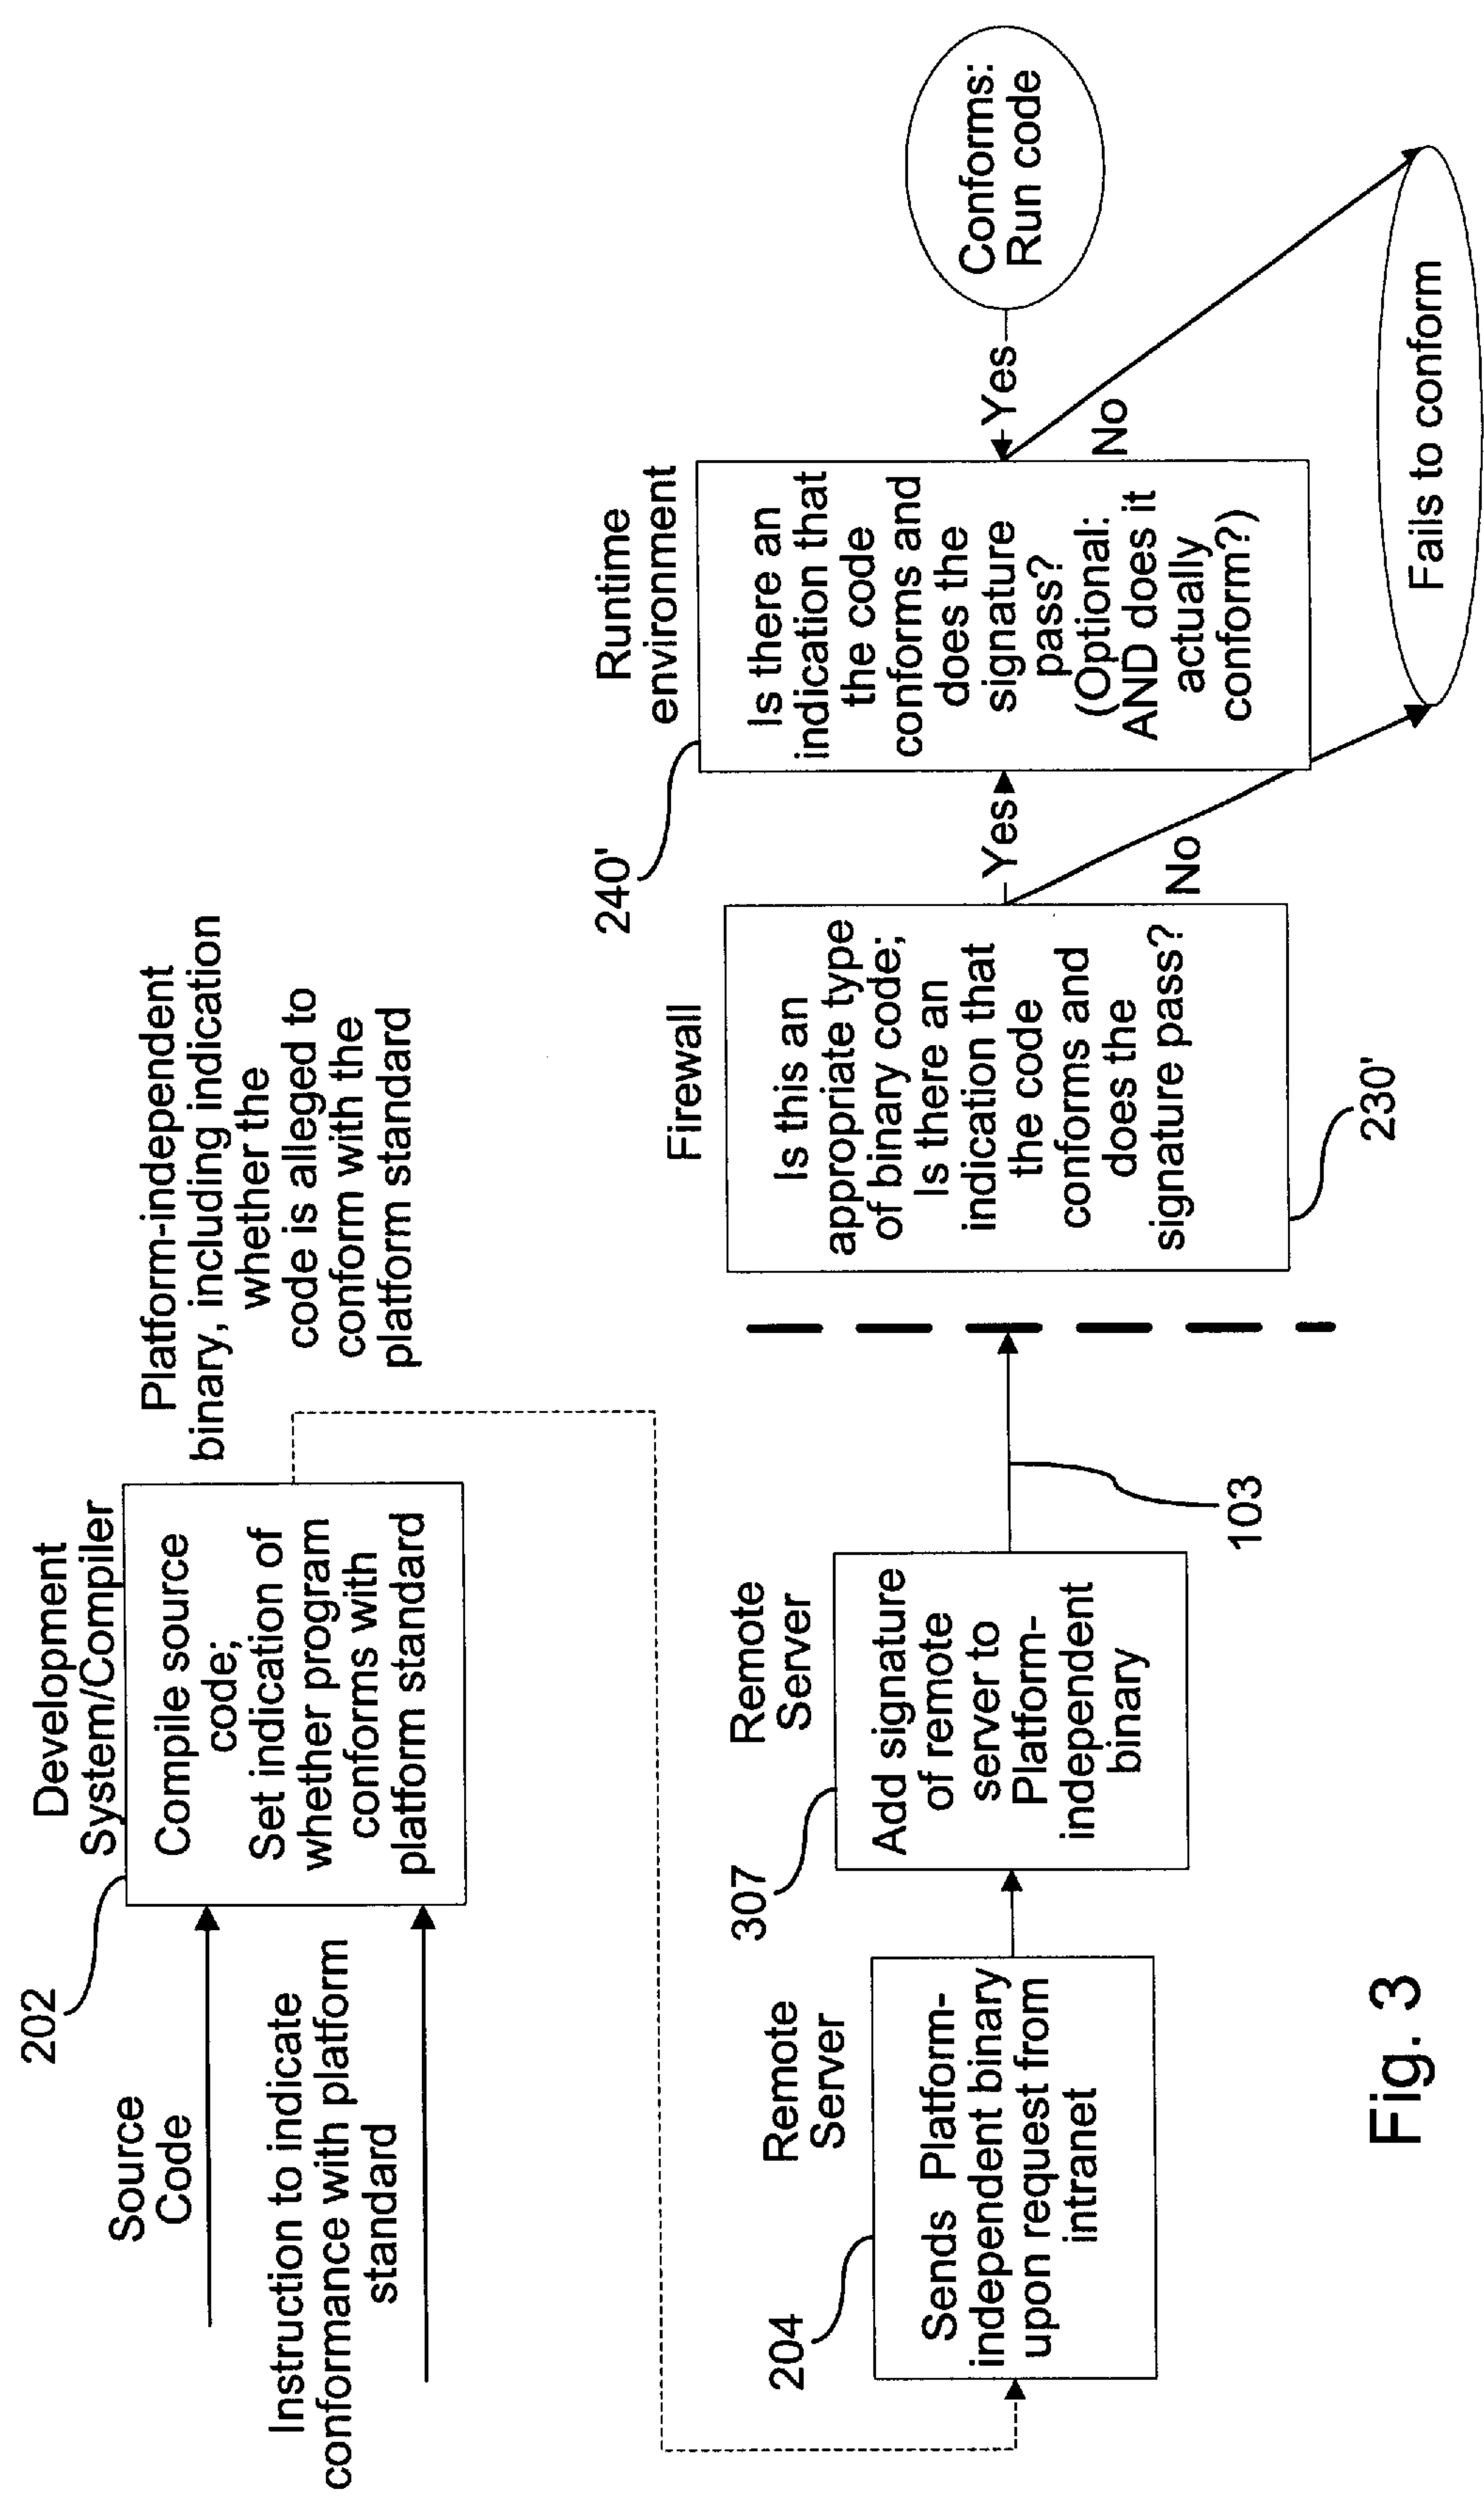 202
Source
Code
Instruction to indicate
conformance with platform
standard
Development
System/Compiler
Compile source
code;
Set indication of
whether program
conforms with
platform standard
Platform-independent
binary, including indication
whether the
code is alleged to
conform with the
platform standard
204
Remote
Server
Sends Platform-
independent binary
upon request from
intranet
307
Remote
Server
Add signature
of remote
server to
Platform-
independent
binary
103
Firewall
Is this an
appropriate type
of binary code;
Is there an
indication that
the code
conforms and
does the
signature pass?
230'
Yes
No
240'
Runtime
environment
Is there an
indication that
the code
conforms and
does the
signature
pass?
(Optional:
AND does it
actually
conform?)
Yes
No
Conforms:
Run code
Fails to conform
Fig. 3